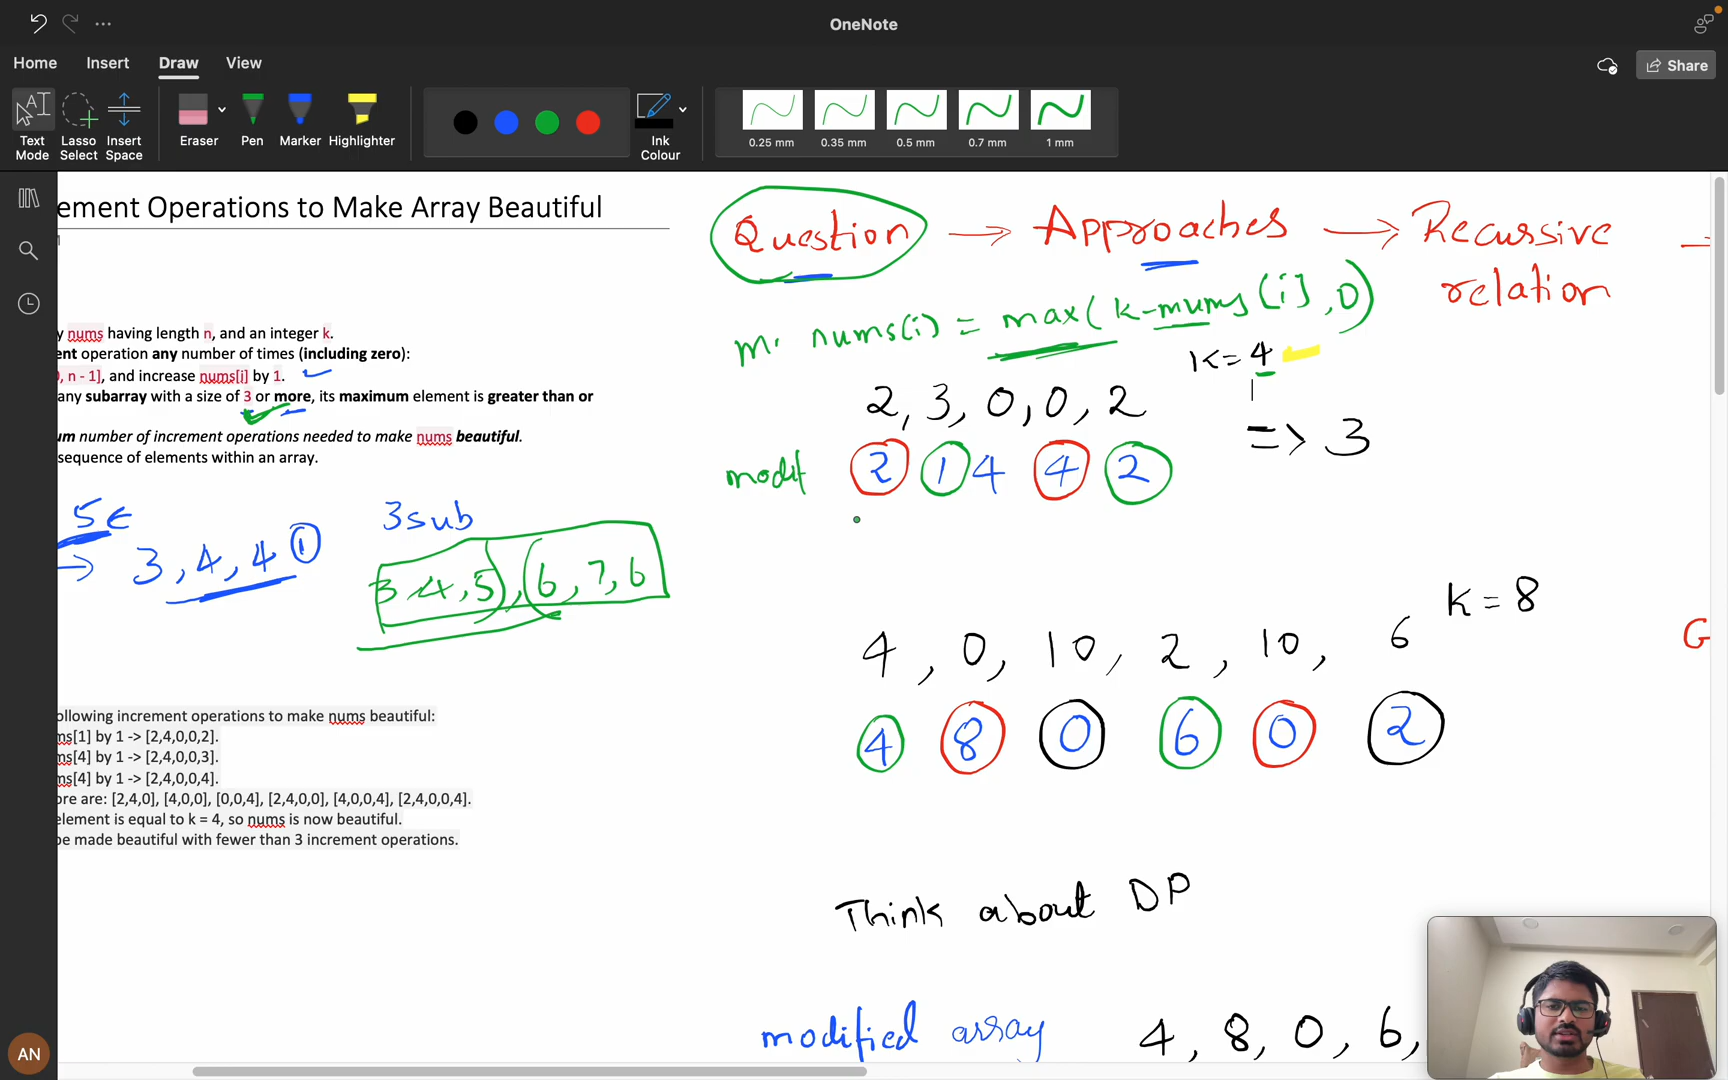 OneNote
Home Insert Draw View
Share
Text Mode
Lasso Select
Insert Space
Eraser
Pen
Marker
Highlighter
Ink Colour
0.25 mm
0.35 mm
0.5 mm
0.7 mm
1 mm
ement Operations to Make Array Beautiful
y nums having length n, and an integer k.
ent operation any number of times (including zero):
0, n - 1], and increase nums[i] by 1.
any subarray with a size of 3 or more, its maximum element is greater than or
um number of increment operations needed to make nums beautiful.
sequence of elements within an array.
5€
→ 3, 4, 4 1
3sub
3, 4, 5), (6, 7, 6
ollowing increment operations to make nums beautiful:
ms[1] by 1 -> [2,4,0,0,2].
ms[4] by 1 -> [2,4,0,0,3].
ms[4] by 1 -> [2,4,0,0,4].
ore are: [2,4,0], [4,0,0], [0,0,4], [2,4,0,0], [4,0,0,4], [2,4,0,0,4].
element is equal to k = 4, so nums is now beautiful.
be made beautiful with fewer than 3 increment operations.
Question → Approaches → Recursive relation
m. nums(i) = max(k-nums(i], 0)
K=4
2, 3, 0, 0, 2
=> 3
modif 2 1 4 4 2
K = 8
4, 0, 10, 2, 10, 6
G
4 8 0 6 0 2
Think about DP
modified array 4, 8, 0, 6,
AN